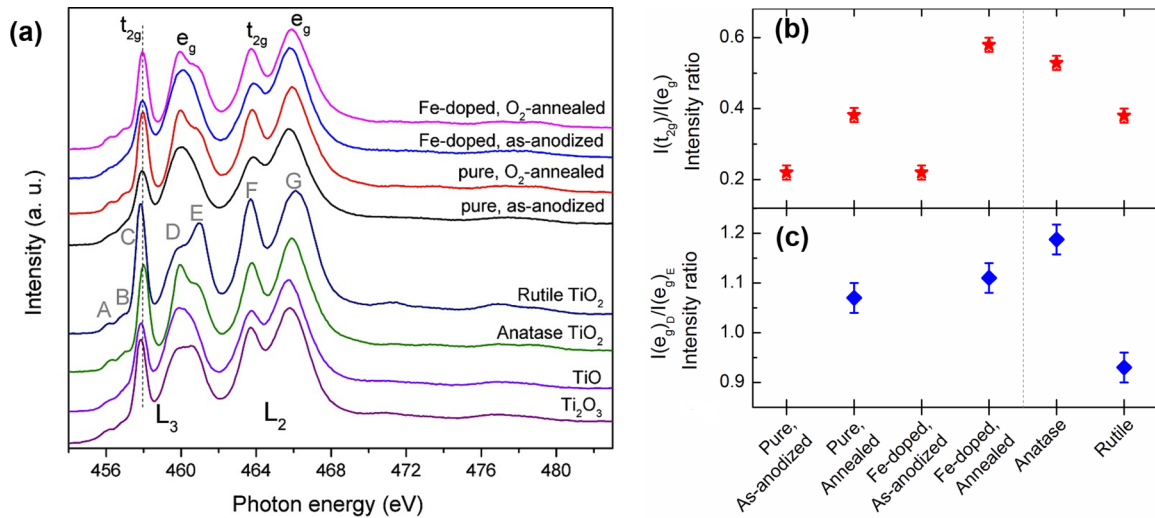 (a)
t2g
eg
t2g
eg
Fe-doped, O2-annealed
Fe-doped, as-anodized
pure, O2-annealed
pure, as-anodized
A
B
C
D
E
F
G
Rutile TiO2
Anatase TiO2
TiO
Ti2O3
L3
L2
Intensity (a. u.)
456 460 464 468 472 476 480
Photon energy (eV)
(b)
I(t2g)/I(eg)
Intensity ratio
0.6
0.4
0.2
(c)
I(eg)D/I(eg)E
Intensity ratio
1.2
1.1
1.0
0.9
Pure,
As-anodized
Pure,
Annealed
Fe-doped,
As-anodized
Fe-doped,
Annealed
Anatase
Rutile